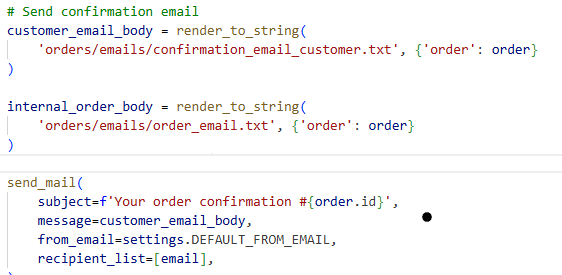 # Send confirmation email
customer_email_body = render_to_string(
    'orders/emails/confirmation_email_customer.txt', {'order': order}
)
internal_order_body = render_to_string(
    'orders/emails/order_email.txt', {'order': order}
)
send_mail(
    subject=f'Your order confirmation #{order.id}',
    message=customer_email_body,
    from_email=settings.DEFAULT_FROM_EMAIL,
    recipient_list=[email],